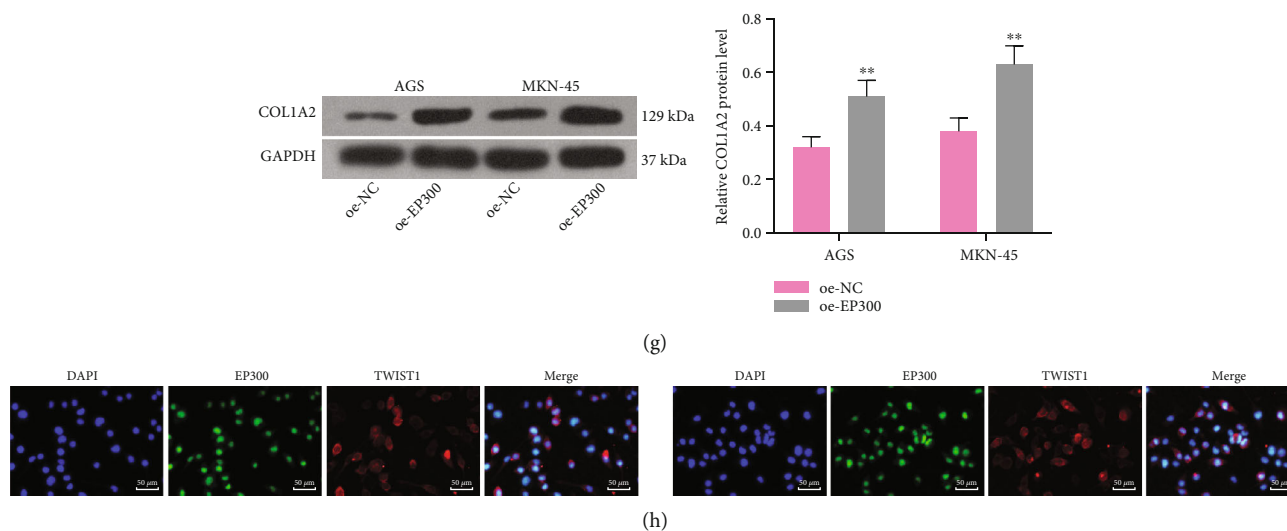 AGS MKN-45
COL1A2 129 kDa
GAPDH 37 kDa
oe-NC oe-EP300 oe-NC oe-EP300
Relative COL1A2 protein level
0.8
0.6
0.4
0.2
0.0
** **
AGS MKN-45
oe-NC
oe-EP300
(g)
DAPI EP300 TWIST1 Merge DAPI EP300 TWIST1 Merge
50 μm 50 μm 50 μm 50 μm 50 μm 50 μm 50 μm 50 μm
(h)